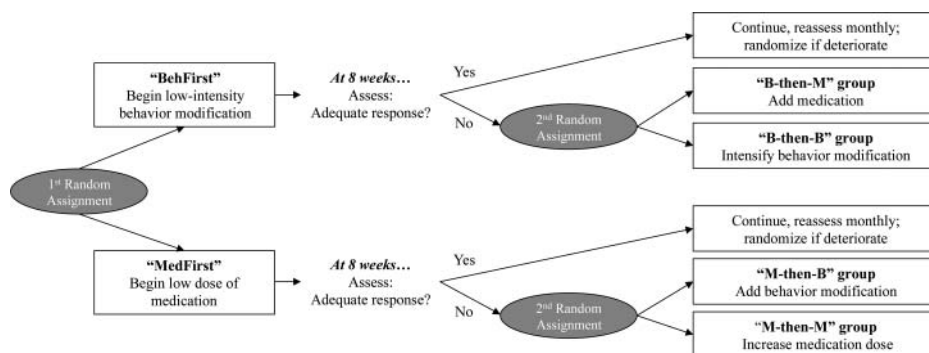 Continue, reassess monthly;
randomize if deteriorate
“BehFirst”
Begin low-intensity
behavior modification
At 8 weeks…
Assess:
Adequate response?
Yes
No
2nd Random
Assignment
“B-then-M” group
Add medication
“B-then-B” group
Intensify behavior modification
1st Random
Assignment
Continue, reassess monthly;
randomize if deteriorate
“MedFirst”
Begin low dose of
medication
At 8 weeks…
Assess:
Adequate response?
Yes
No
2nd Random
Assignment
“M-then-B” group
Add behavior modification
“M-then-M” group
Increase medication dose